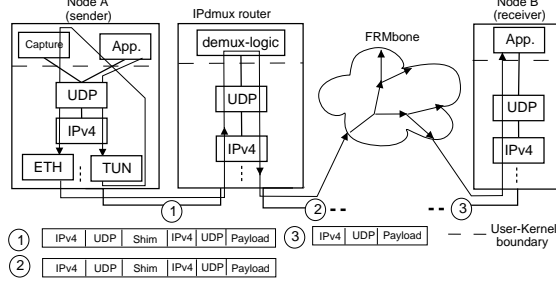 Node A
(sender)
IPdmux router
Node B
(receiver)
Capture
App.
demux-logic
FRMbone
App.
UDP
UDP
UDP
IPv4
IPv4
IPv4
ETH
TUN
1
2
3
1 IPv4 UDP Shim IPv4 UDP Payload
3 IPv4 UDP Payload
User-Kernel
boundary
2 IPv4 UDP Shim IPv4 UDP Payload